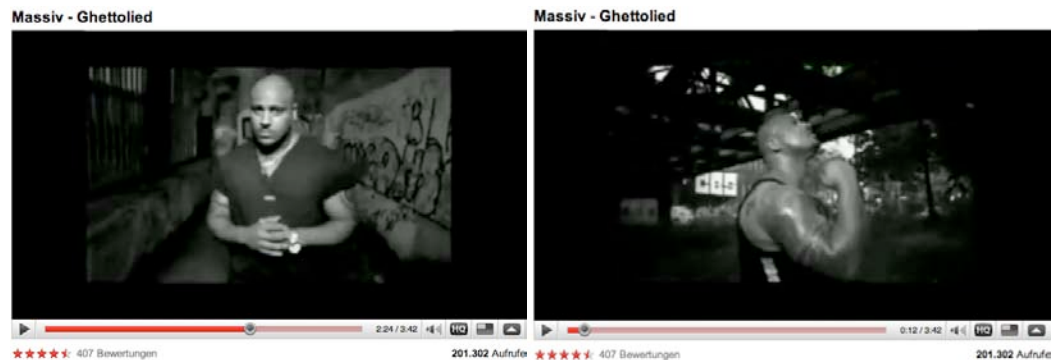 Massiv - Ghettolied
2:24 / 3:42
HQ
407 Bewertungen
201.302 Aufrufe
Massiv - Ghettolied
0:12 / 3:42
HQ
407 Bewertungen
201.302 Aufrufe